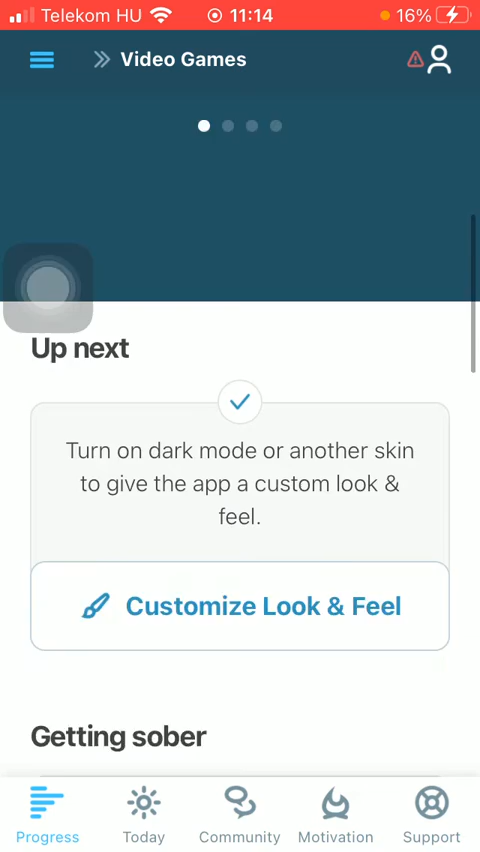 Telekom HU 11:14 16%
Video Games
Up next
Turn on dark mode or another skin
to give the app a custom look &
feel.
Customize Look & Feel
Getting sober
Progress Today Community Motivation Support